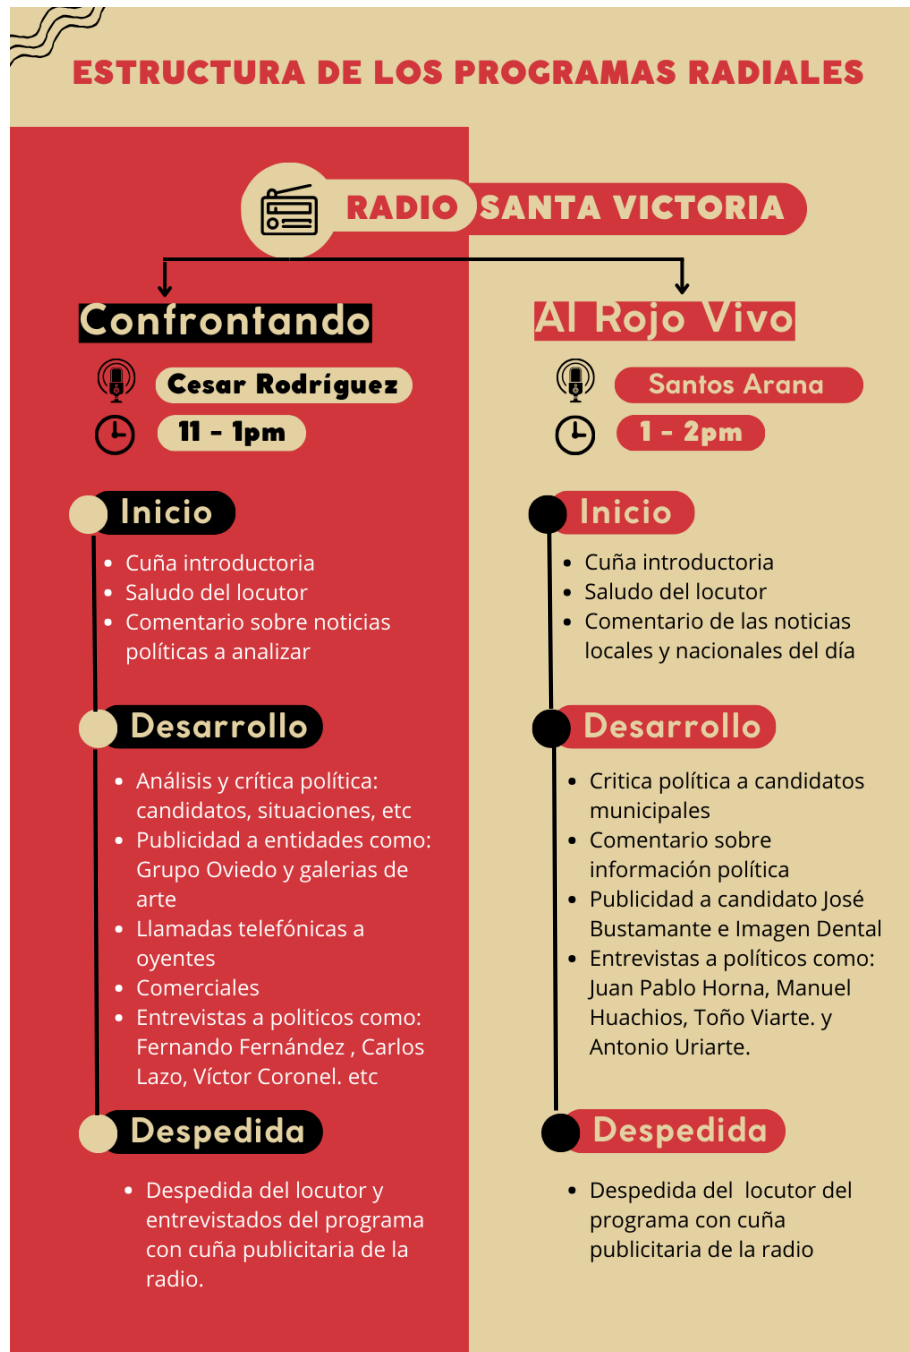 ESTRUCTURA DE LOS PROGRAMAS RADIALES
RADIO SANTA VICTORIA
Confrontando
Cesar Rodríguez
11 - 1pm
Inicio
• Cuña introductoria
• Saludo del locutor
• Comentario sobre noticias
políticas a analizar
Desarrollo
• Análisis y crítica política:
candidatos, situaciones, etc
• Publicidad a entidades como:
Grupo Oviedo y galerias de
arte
• Llamadas telefónicas a
oyentes
• Comerciales
• Entrevistas a politicos como:
Fernando Fernández , Carlos
Lazo, Víctor Coronel. etc
Despedida
• Despedida del locutor y
entrevistados del programa
con cuña publicitaria de la
radio.
Al Rojo Vivo
Santos Arana
1 - 2pm
Inicio
• Cuña introductoria
• Saludo del locutor
• Comentario de las noticias
locales y nacionales del día
Desarrollo
• Critica política a candidatos
municipales
• Comentario sobre
información política
• Publicidad a candidato José
Bustamante e Imagen Dental
• Entrevistas a políticos como:
Juan Pablo Horna, Manuel
Huachios, Toño Viarte. y
Antonio Uriarte.
Despedida
• Despedida del  locutor del
programa con cuña
publicitaria de la radio